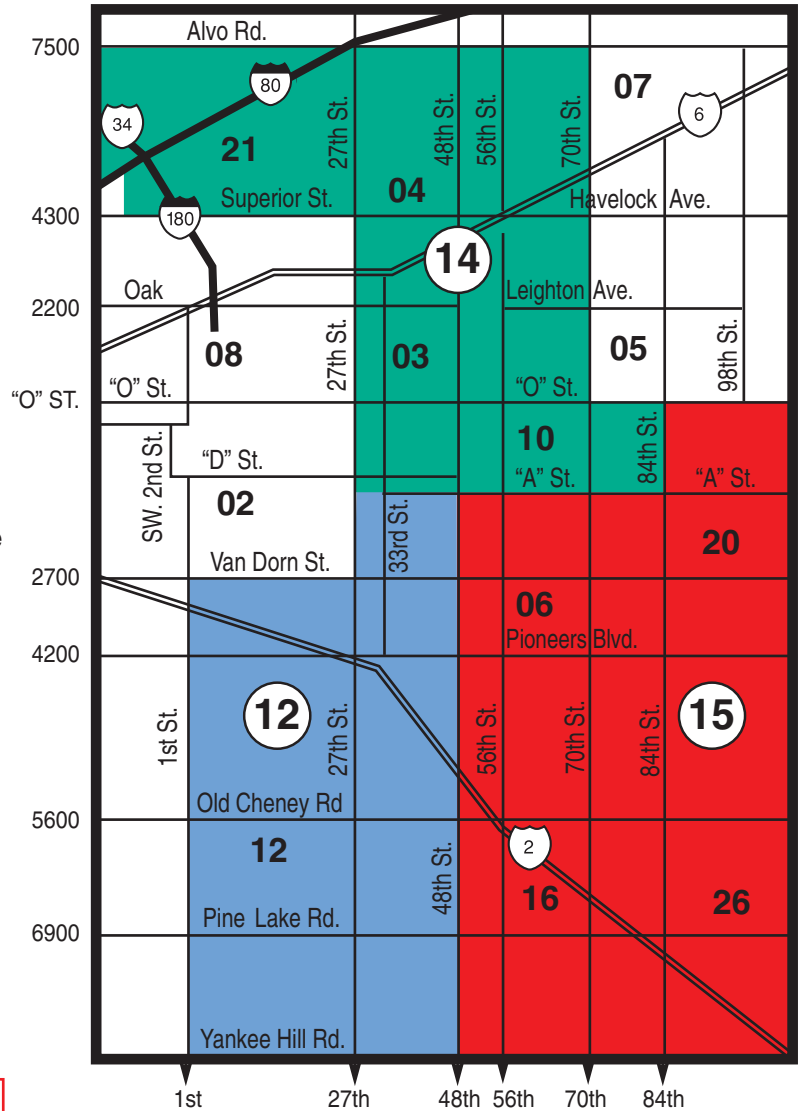 Alvo Rd.
7500
80
07
34
6
27th St.
48th St.
56th St.
70th St.
21
04
Superior St.
Havelock Ave.
4300
180
14
Oak
Leighton Ave.
2200
27th St.
98th St.
08
03
05
“O” St.
“O” St.
“O” ST.
10
84th St.
SW. 2nd St.
“D” St.
“A” St.
“A” St.
02
33rd St.
20
e
Van Dorn St.
2700
06
Pioneers Blvd.
4200
1st St.
12
27th St.
56th St.
70th St.
84th St.
15
Old Cheney Rd
5600
12
2
48th St.
16
26
Pine Lake Rd.
6900
Yankee Hill Rd.
1st 27th 48th 56th 70th 84th